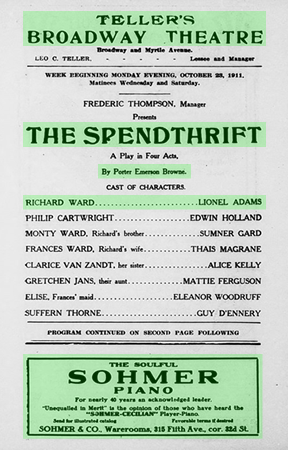 TELLER'S
BROADWAY THEATRE
Broadway and Myrtle Avenue.
LEO C. TELLER, - - - - - Lessee and Manager
WEEK BEGINNING MONDAY EVENING, OCTOBER 23, 1911.
Matinees Wednesday and Saturday.
FREDERIC THOMPSON, Manager
Presents
THE SPENDTHRIFT
A Play in Four Acts,
By Porter Emerson Browne.
CAST OF CHARACTERS.
RICHARD WARD........................LIONEL ADAMS
PHILIP CARTWRIGHT.................EDWIN HOLLAND
MONTY WARD, Richard's brother............SUMNER GARD
FRANCES WARD, Richard's wife...........THAIS MAGRANE
CLARICE VAN ZANDT, her sister..............ALICE KELLY
GRETCHEN JANS, their aunt............MATTIE FERGUSON
ELISE, Frances' maid..................ELEANOR WOODRUFF
SUFFERN THORNE.........................GUY D'ENNERY
PROGRAM CONTINUED ON SECOND PAGE FOLLOWING
THE SOULFUL
SOHMER
PIANO
For nearly 40 years an acknowledged leader.
"Unequalled in Merit" is the opinion of those who have heard the
"SOHMER-CECILIAN" Player-Piano.
Send for illustrated catalog Favorable terms if desired
SOHMER & CO., Warerooms, 315 Fifth Ave., cor. 32d St.